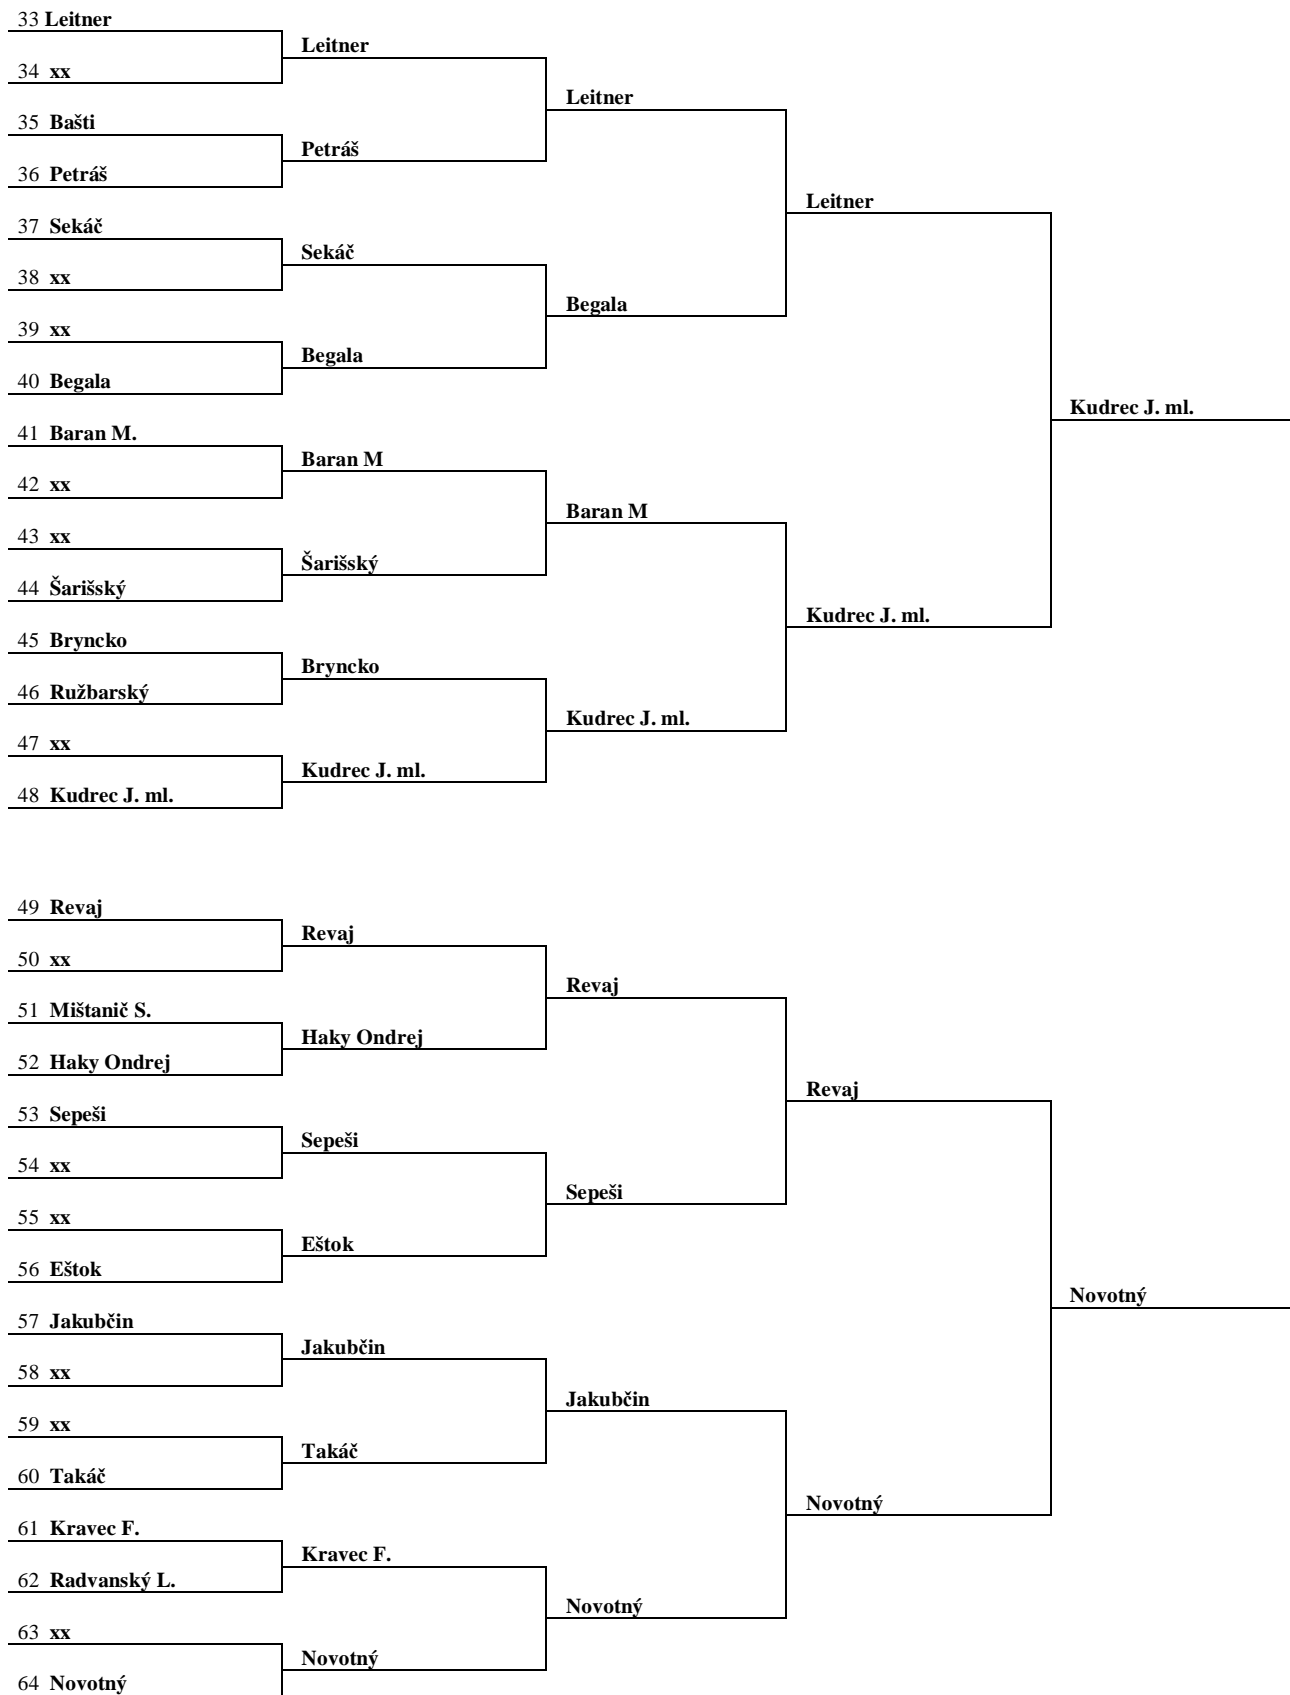 33 Leitner
Leitner
34 xx
Leitner
35 Bašti
Petráš
36 Petráš
Leitner
37 Sekáč
Sekáč
38 xx
Begala
39 xx
Begala
40 Begala
Kudrec J. ml.
41 Baran M.
Baran M
42 xx
Baran M
43 xx
Šarišský
44 Šarišský
Kudrec J. ml.
45 Bryncko
Bryncko
46 Ružbarský
Kudrec J. ml.
47 xx
Kudrec J. ml.
48 Kudrec J. ml.
49 Revaj
Revaj
50 xx
Revaj
51 Mištanič S.
Haky Ondrej
52 Haky Ondrej
Revaj
53 Sepeši
Sepeši
54 xx
Sepeši
55 xx
Eštok
56 Eštok
Novotný
57 Jakubčin
Jakubčin
58 xx
Jakubčin
59 xx
Takáč
60 Takáč
Novotný
61 Kravec F.
Kravec F.
62 Radvanský L.
Novotný
63 xx
Novotný
64 Novotný